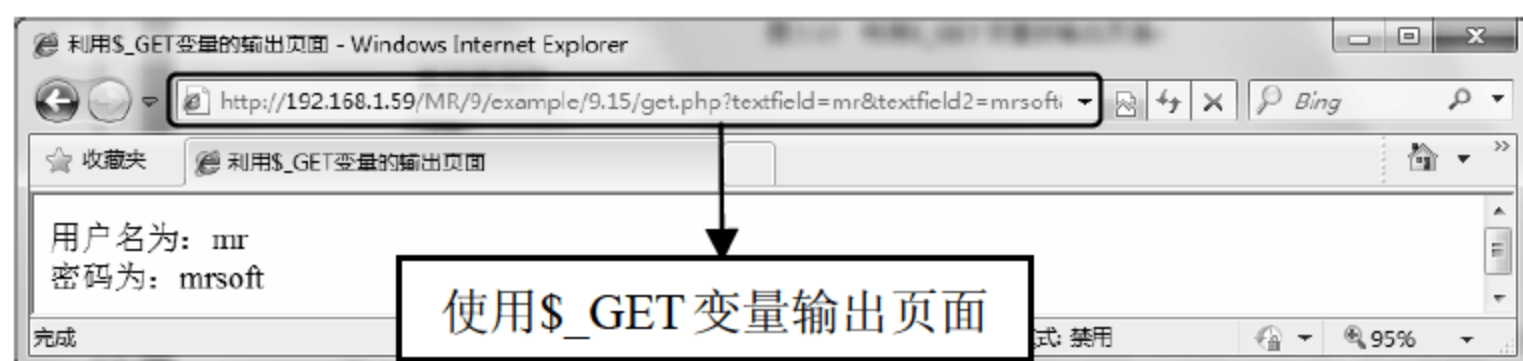 利用$_GET变量的输出页面 - Windows Internet Explorer
http://192.168.1.59/MR/9/example/9.15/get.php?textfield=mr&textfield2=mrsoft
Bing
收藏夹
利用$_GET变量的输出页面
用户名为：mr
密码为：mrsoft
使用$_GET变量输出页面
完成
式: 禁用
95%